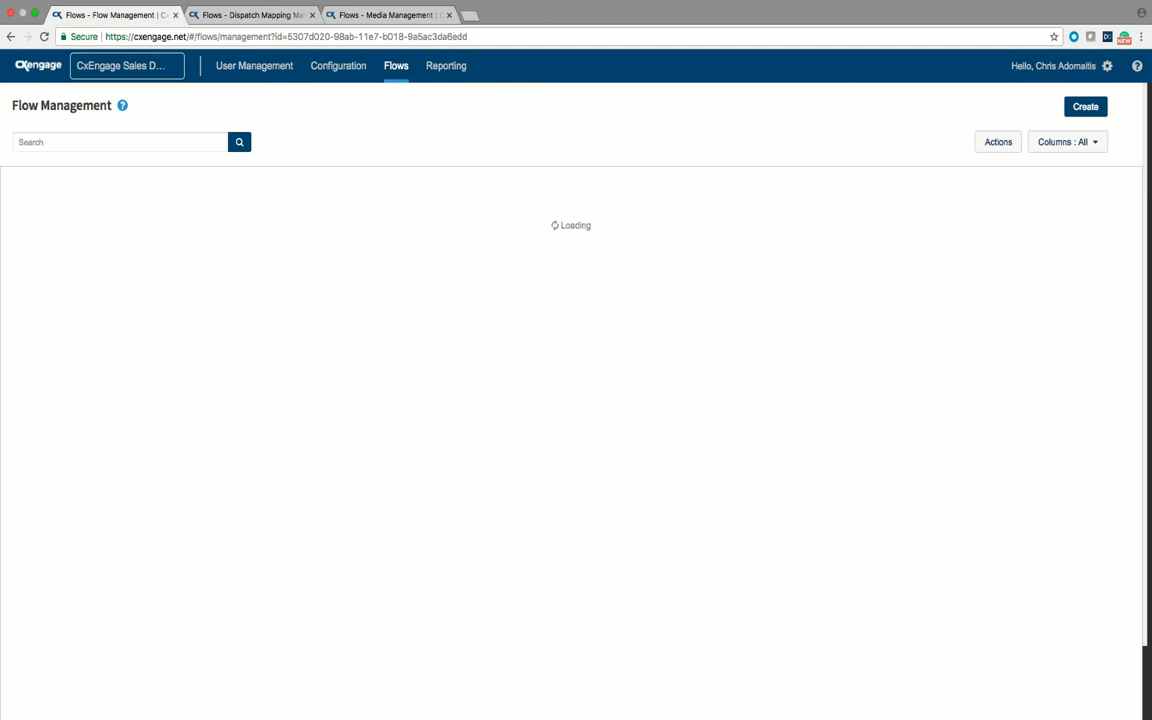 Flows - Flow Management | Cx
Flows - Dispatch Mapping Ma
Flows - Media Management | C
Secure
https://cxengage.net/#/flows/management?id=5307d020-98ab-11e7-b018-9a5ac3da6edd
NEW
CXengage
CxEngage Sales D...
User Management
Configuration
Flows
Reporting
Hello, Chris Adomaitis
Flow Management
Create
Search
Actions
Columns : All
Loading